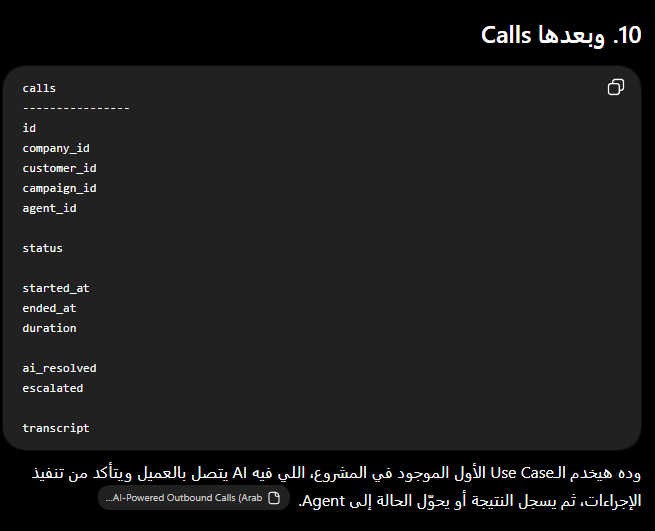 10. وبعدها Calls
calls
----------------
id
company_id
customer_id
campaign_id
agent_id
status
started_at
ended_at
duration
ai_resolved
escalated
transcript
وده هيخدم الـUse Case الأول الموجود في المشروع، اللي فيه AI يتصل بالعميل ويتأكد من تنفيذ
الإجراءات، ثم يسجل النتيجة أو يحوّل الحالة إلى Agent. AI-Powered Outbound Calls (Arab...